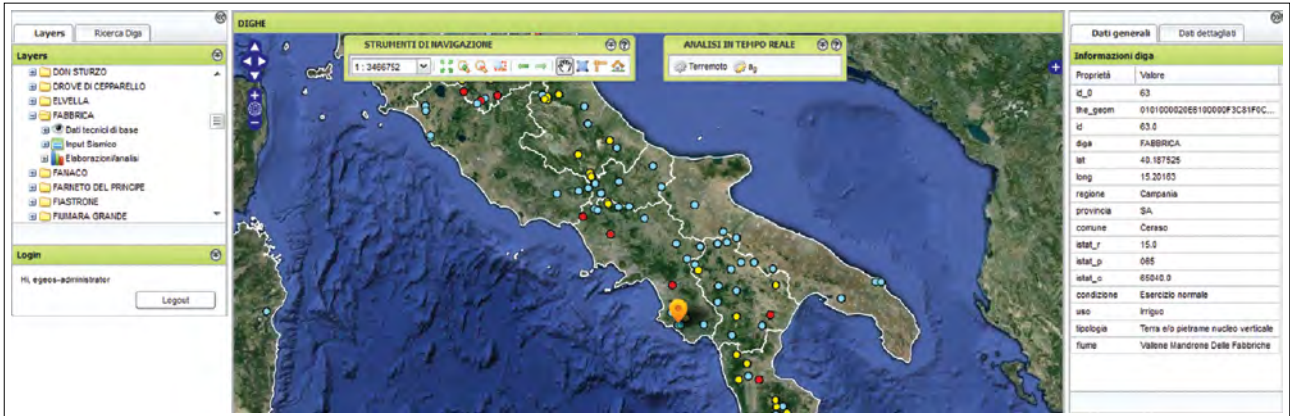 Layers
Ricerca Diga
Layers
DON STURZO
DROVE DI CEPPARELLO
ELVELLA
FABBRICA
Dati tecnici di base
Input Sismico
Elaborazioni/analisi
FANACO
FARNETO DEL PRINCIPE
FIASTRONE
FIUMARA GRANDE
Login
Hi, egeos-administrator
Logout
DIGHE
STRUMENTI DI NAVIGAZIONE
1 : 3466752
ANALISI IN TEMPO REALE
Terremoto ag
Dati generali
Dati dettagliati
Informazioni diga
Proprietà Valore
id_0 63
the_geom 0101000020E6100000F3C81F0C...
id 63.0
diga FABBRICA
lat 40.187525
long 15.20163
regione Campania
provincia SA
comune Ceraso
istat_r 15.0
istat_p 065
istat_c 65040.0
condizione Esercizio normale
uso Irriguo
tipologia Terra e/o pietrame nucleo verticale
fiume Vallone Mandrone Delle Fabbriche